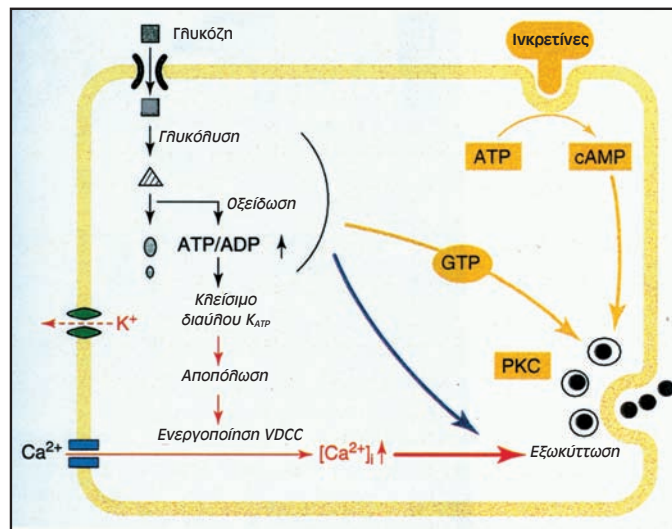 Γλυκόζη
Ινκρετίνες
Γλυκόλυση
ATP
cAMP
Οξείδωση
ATP/ADP
GTP
Κλείσιμο
διαύλου K_ATP
K⁺
PKC
Αποπόλωση
Ενεργοποίηση VDCC
Ca²⁺
[Ca²⁺]i
Εξωκύττωση